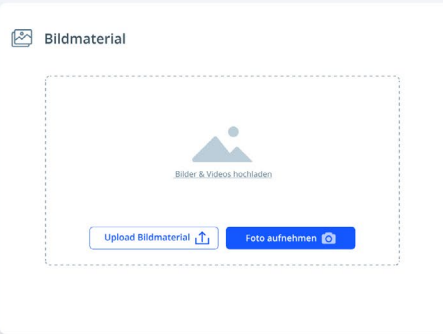 Bildmaterial
Bilder & Videos hochladen
Upload Bildmaterial
Foto aufnehmen